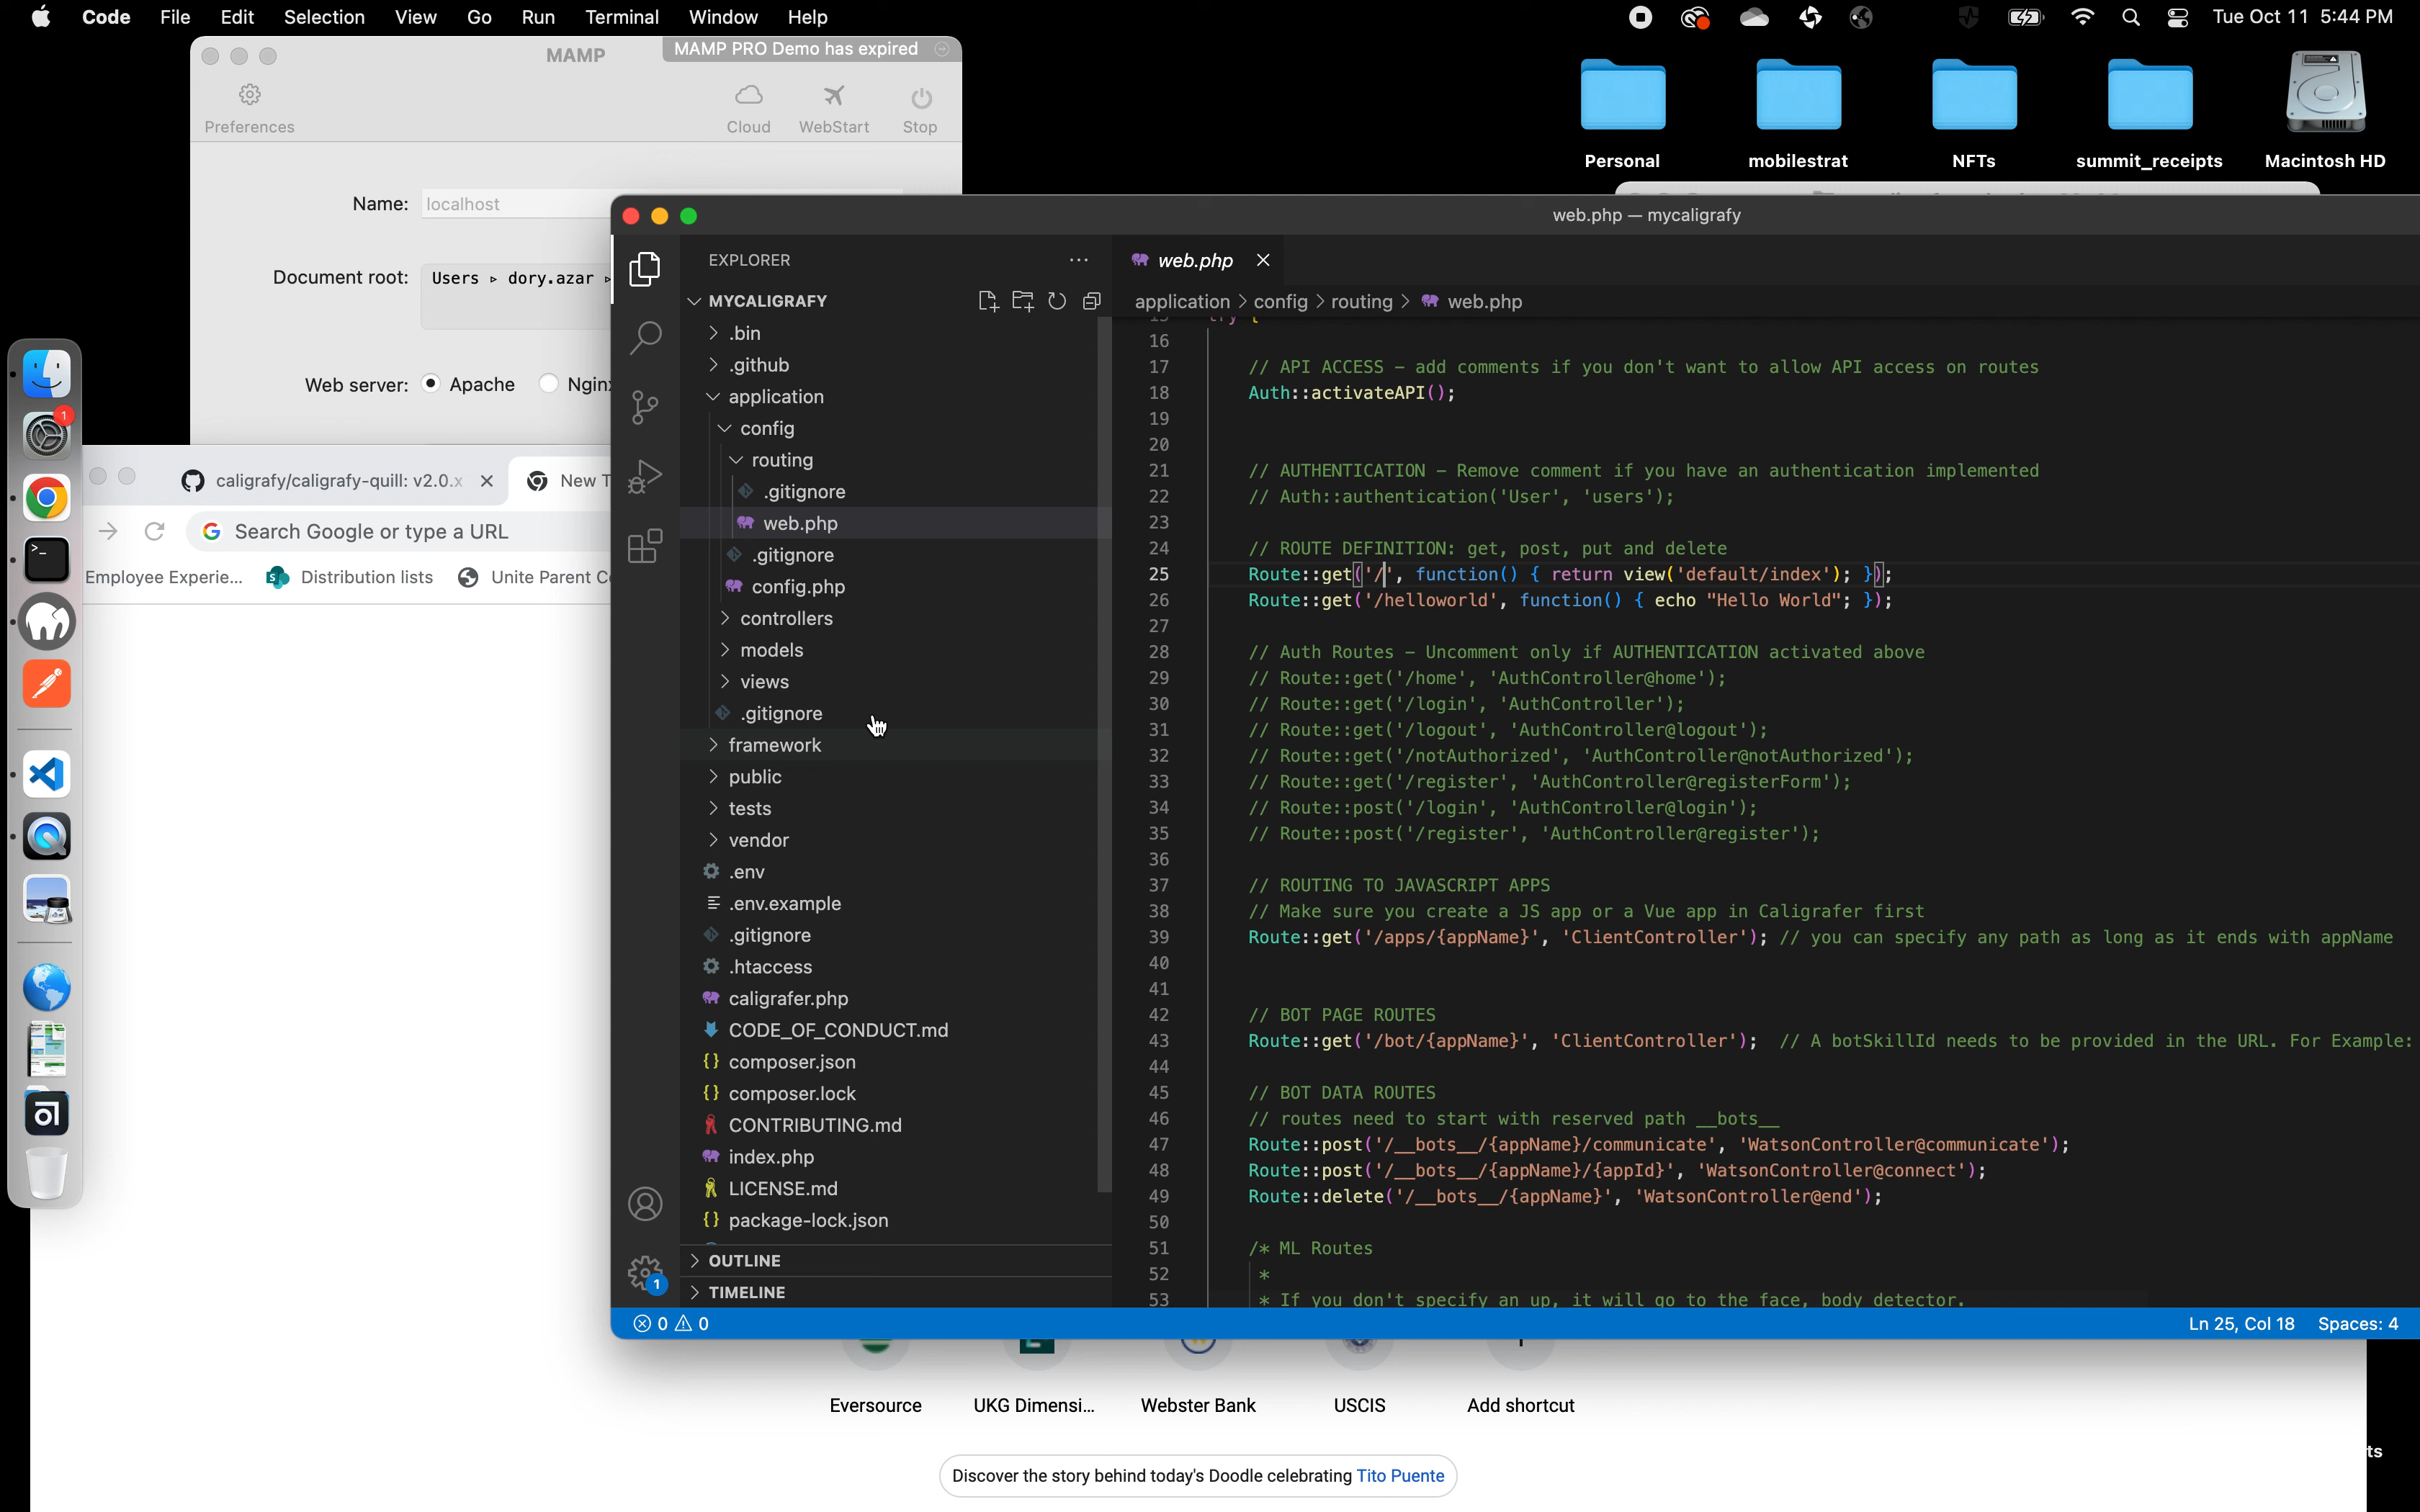 Code File Edit Selection View Go Run Terminal Window Help
Tue Oct 11 5:44 PM
MAMP
MAMP PRO Demo has expired
Preferences
Cloud WebStart Stop
Name: localhost
Document root: Users ▹ dory.azar ▹
Web server: Apache
Personal mobilestrat NFTs summit_receipts Macintosh HD
1
caligrafy/caligrafy-quill: v2.0.x
New T
Search Google or type a URL
Employee Experie... Distribution lists Unite Parent
web.php — mycaligrafy
EXPLORER
MYCALIGRAFY
.bin
.github
application
config
routing
.gitignore
web.php
.gitignore
config.php
controllers
models
views
.gitignore
framework
public
tests
vendor
.env
.env.example
.gitignore
.htaccess
caligrafer.php
CODE_OF_CONDUCT.md
composer.json
composer.lock
CONTRIBUTING.md
index.php
LICENSE.md
package-lock.json
OUTLINE
TIMELINE
1
web.php
application > config > routing > web.php
15 try {
16
17 // API ACCESS – add comments if you don't want to allow API access on routes
18 Auth::activateAPI();
19
20
21 // AUTHENTICATION – Remove comment if you have an authentication implemented
22 // Auth::authentication('User', 'users');
23
24 // ROUTE DEFINITION: get, post, put and delete
25 Route::get('/', function() { return view('default/index'); });
26 Route::get('/helloworld', function() { echo "Hello World"; });
27
28 // Auth Routes – Uncomment only if AUTHENTICATION activated above
29 // Route::get('/home', 'AuthController@home');
30 // Route::get('/login', 'AuthController');
31 // Route::get('/logout', 'AuthController@logout');
32 // Route::get('/notAuthorized', 'AuthController@notAuthorized');
33 // Route::get('/register', 'AuthController@registerForm');
34 // Route::post('/login', 'AuthController@login');
35 // Route::post('/register', 'AuthController@register');
36
37 // ROUTING TO JAVASCRIPT APPS
38 // Make sure you create a JS app or a Vue app in Caligrafer first
39 Route::get('/apps/{appName}', 'ClientController'); // you can specify any path as long as it ends with appName
40
41
42 // BOT PAGE ROUTES
43 Route::get('/bot/{appName}', 'ClientController'); // A botSkillId needs to be provided in the URL. For Example:
44
45 // BOT DATA ROUTES
46 // routes need to start with reserved path __bots__
47 Route::post('/__bots__/{appName}/communicate', 'WatsonController@communicate');
48 Route::post('/__bots__/{appName}/{appId}', 'WatsonController@connect');
49 Route::delete('/__bots__/{appName}', 'WatsonController@end');
50
51 /* ML Routes
52 *
53 * If you don't specify an up, it will go to the face, body detector.
0 0
Ln 25, Col 18 Spaces: 4
Eversource UKG Dimensi... Webster Bank USCIS Add shortcut
ts
Discover the story behind today's Doodle celebrating Tito Puente